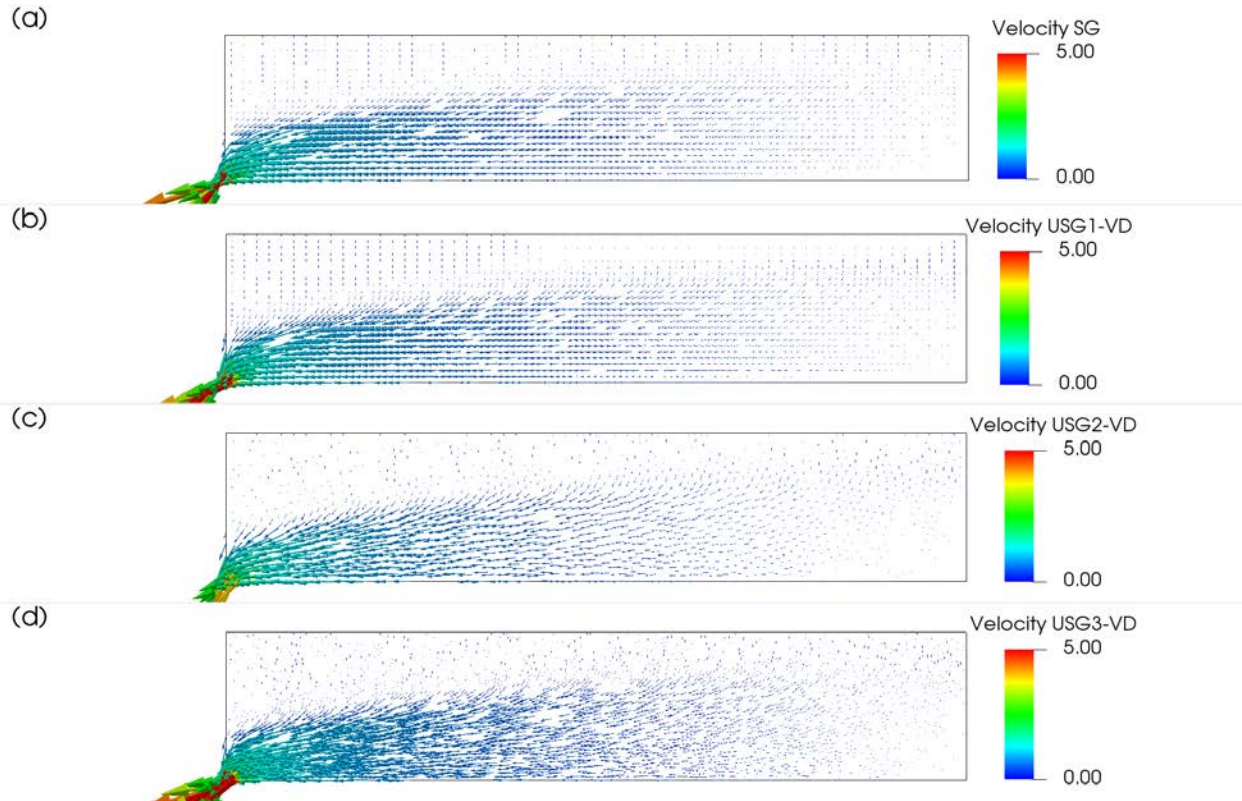 (a)
Velocity SG
5.00
0.00
(b)
Velocity USG1-VD
5.00
0.00
(c)
Velocity USG2-VD
5.00
0.00
(d)
Velocity USG3-VD
5.00
0.00